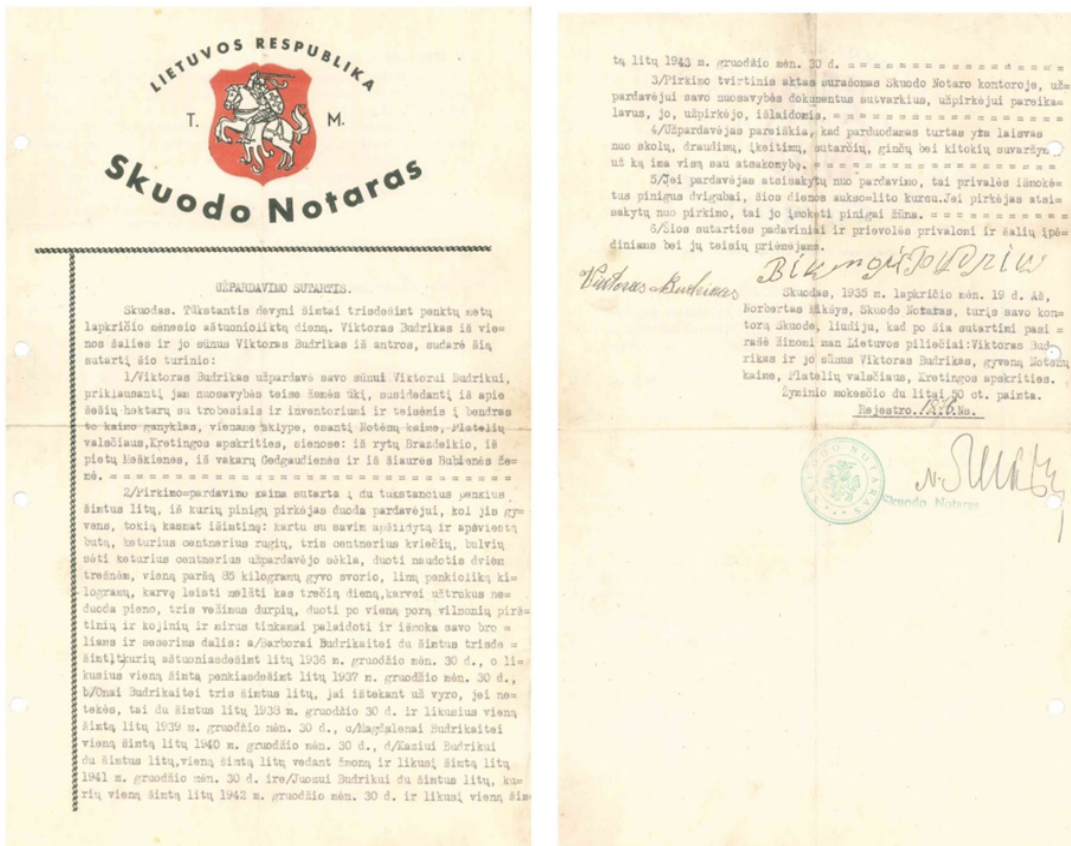 LIETUVOS RESPUBLIKA
T. M.
Skuodo Notaras
UŽPARDAVIMO SUTARTIS.
Skuodas. Tūkstantis devyni šimtai trisdešimt penktų metų
lapkričio mėnesio aštuonioliktą dieną. Viktoras Budrikas iš vie=
nos šalies ir jo sūnus Viktoras Budrikas iš antros, sudarė šią
sutartį šio turinio:
1/Viktoras Budrikas užpardavė savo sūnui Viktorui Budrikui,
priklausantį jam nuosavybės teise žemės ūkį, susidedantį iš apie
šešių hektarų su trobesiais ir inventoriumi ir teisėmis į bendras
to kaimo ganyklas, viename sklype, esantį Notėnų kaime, Platelių
valsčiaus,Kretingos apskrities, sienose: iš rytų Brazdeikio, iš
pietų Meškienės, iš vakarų Gedgaudienės ir iš šiaurės Bubienės že=
mė. = = = = = = = = = = = = = = = = = = = = = = = = = = = = = =
2/Pirkimo=pardavimo kaina sutarta į du tukstančius penkius
šimtus litų, iš kurių pinigų pirkėjas duoda pardavėjui, kol jis gy=
vens, tokią kasmat išimtinę: kartu su savim apšildytą ir apšviestą
butą, keturius centnerius rugių, tris centnerius kviečių, bulvių
sėti keturius centnerius užpardavėjo sėkla, duoti naudotis dviem
trešnėm, vieną paršą 85 kilogramų gyvo svorio, linų penkioliką ki=
logramų, karvę leisti melžti kas trečią dieną,karvei užtrukus ne=
duoda pieno, tris vežimus durpių, duoti po vieną porą vilnonių pirš=
tinių ir kojinių ir mirus tinkamai palaidoti ir išmoka savo bro =
liams ir seserims dalis: a/Barborai Budrikaitei du šimtus trisde =
šimt,kurių aštuoniasdešimt litų 1936 m. gruodžio mėn. 30 d., o li=
kusius vieną šimtą penkiasdešimt litų 1937 m. gruodžio mėn. 30 d.,
b/Onai Budrikaitei tris šimtus litų, jai ištekant už vyro, jei ne=
tekės, tai du šimtus litų 1938 m. gruodžio 30 d. ir likusius vieną
šimtą litų 1939 m. gruodžio mėn. 30 d., c/Magdalenai Budrikaitei
vieną šimtą litų 1940 m. gruodžio mėn. 30 d., d/Kaziui Budrikui
du šimtus litų,vieną šimtą litų vedant žmoną ir likusį šimtą litų
1941 m. gruodžio mėn. 30 d. ir e/Juozui Budrikui du šimtus litų, ku=
rių vieną šimtą litų 1942 m. gruodžio mėn. 30 d. ir likusį vieną šim=
tą litų 1943 m. gruodžio mėn. 30 d. = = = = = = = = = = = = = = = =
3/Pirkimo tvirtinis aktas surašomas Skuodo Notaro kontoroje, už=
pardavėjui savo nuosavybės dokumentus sutvarkius, užpirkėjui pareika=
lavus, jo, užpirkėjo, išlaidomis. = = = = = = = = = = = = = = = = =
4/Užpardavėjas pareiškia, kad parduodamas turtas yra laisvas
nuo skolų, draudimų, įkeitimų, sutarčių, ginčų bei kitokių suvaržymų
už ką ima visą sau atsakomybę. = = = = = = = = = = = = = = = = =
5/Jei pardavėjas atsisakytų nuo pardavimo, tai privalės išmokė=
tus pinigus dvigubai, šios dienos aukso=lito kursu.Jei pirkėjas atsi=
sakytų nuo pirkimo, tai jo įmokėti pinigai žūna. = = = = = = = = = =
6/Šios sutarties padaviniai ir prievolės privalomi ir šalių įpė=
diniams bei jų teisių priėmėjams.
Viktoras Budrikas
Skuodas, 1935 m. lapkričio mėn. 19 d. Aš,
Norbertas Mikšys, Skuodo Notaras, turįs savo kon=
torą Skuode, liudiju, kad po šia sutartimi pasi =
rašė žinomi man Lietuvos piliečiai:Viktoras Bud=
rikas ir jo sūnus Viktoras Budrikas, gyveną Notėnų
kaime, Platelių valsčiaus, Kretingos apskrities.
Žyminio mokesčio du litai 50 ct. paimta.
Rejestro. Ns.
SKUODO NOTARAS
Skuodo Notaras